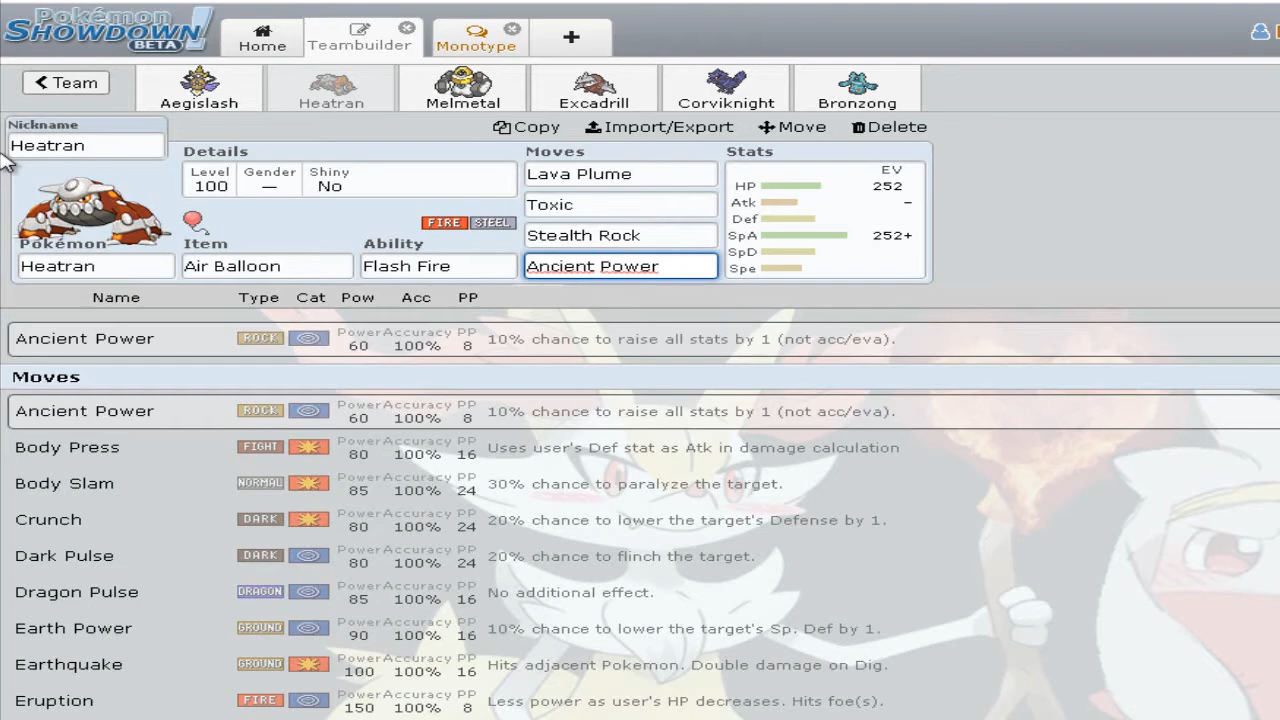 Pokémon
SHOWDOWN!
BETA
Home
Teambuilder
Monotype
+
Team
Aegislash
Heatran
Melmetal
Excadrill
Corviknight
Bronzong
Copy
Import/Export
Move
Delete
Nickname
Heatran
Details
Level Gender Shiny
100 — No
FIRE STEEL
Pokémon
Heatran
Item
Air Balloon
Ability
Flash Fire
Moves
Lava Plume
Toxic
Stealth Rock
Ancient Power
Stats
EV
HP 252
Atk –
Def
SpA 252+
SpD
Spe
Name Type Cat Pow Acc PP
Ancient Power ROCK Power 60 Accuracy 100% PP 8 10% chance to raise all stats by 1 (not acc/eva).
Moves
Ancient Power ROCK Power 60 Accuracy 100% PP 8 10% chance to raise all stats by 1 (not acc/eva).
Body Press FIGHT Power 80 Accuracy 100% PP 16 Uses user's Def stat as Atk in damage calculation
Body Slam NORMAL Power 85 Accuracy 100% PP 24 30% chance to paralyze the target.
Crunch DARK Power 80 Accuracy 100% PP 24 20% chance to lower the target's Defense by 1.
Dark Pulse DARK Power 80 Accuracy 100% PP 24 20% chance to flinch the target.
Dragon Pulse DRAGON Power 85 Accuracy 100% PP 16 No additional effect.
Earth Power GROUND Power 90 Accuracy 100% PP 16 10% chance to lower the target's Sp. Def by 1.
Earthquake GROUND Power 100 Accuracy 100% PP 16 Hits adjacent Pokemon. Double damage on Dig.
Eruption FIRE Power 150 Accuracy 100% PP 8 Less power as user's HP decreases. Hits foe(s).